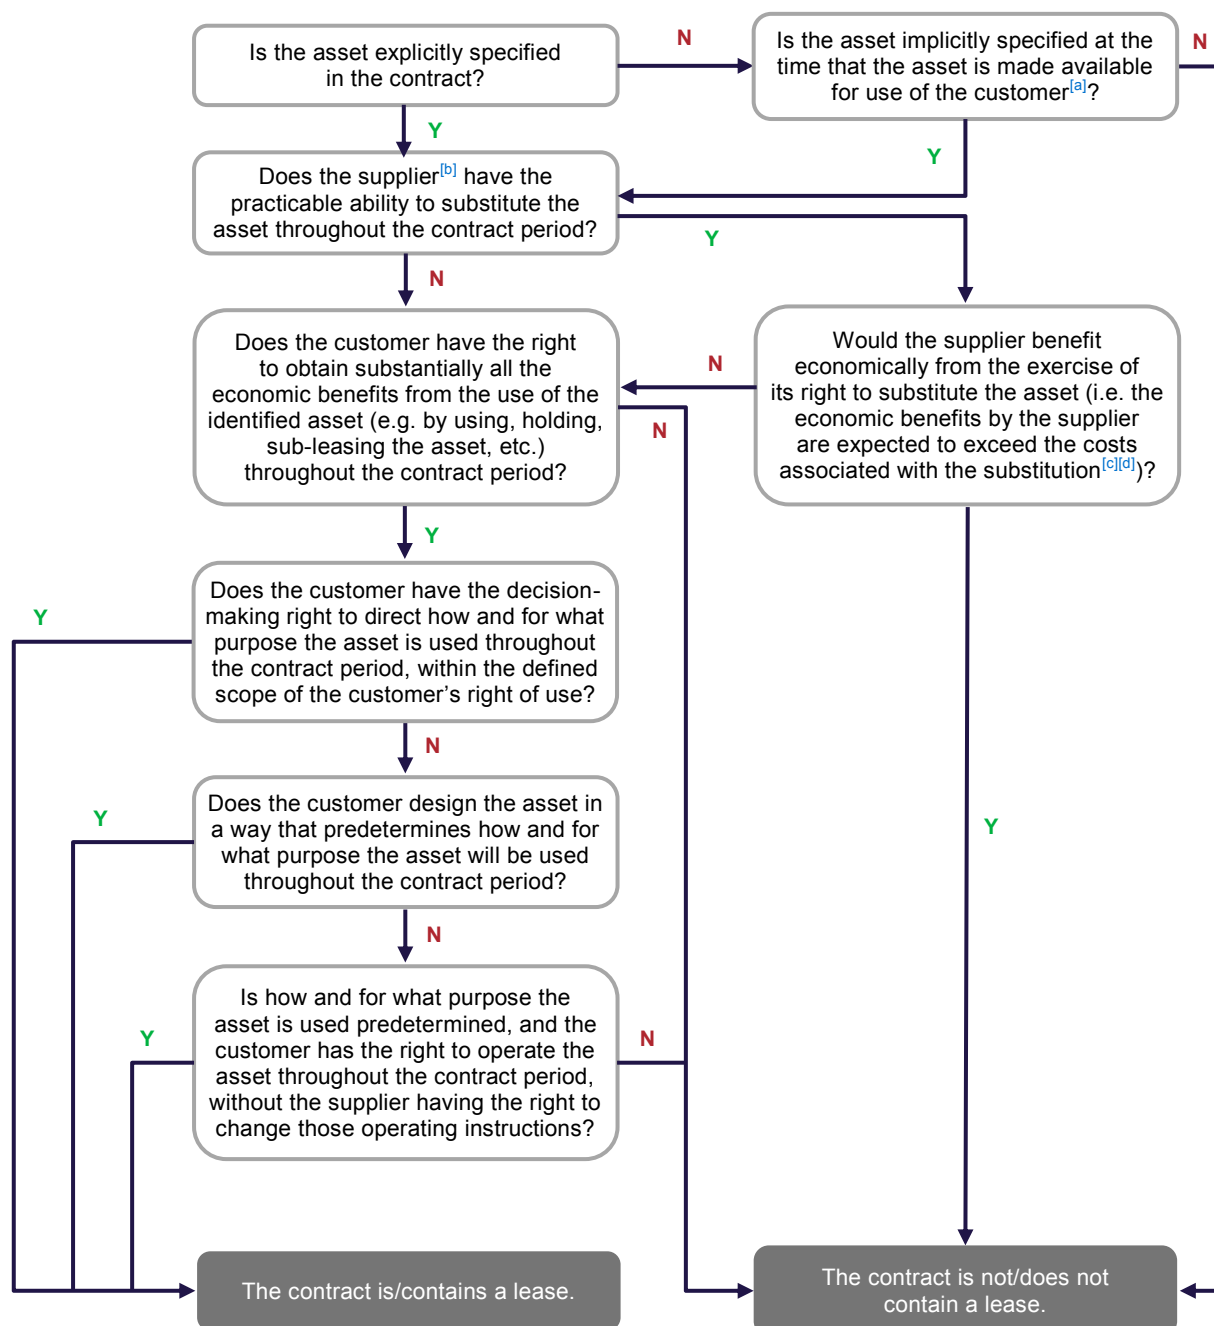 Is the asset explicitly specified
in the contract?
N
Is the asset implicitly specified at the
time that the asset is made available
for use of the customer[a]?
N
Y
Y
Does the supplier[b] have the
practicable ability to substitute the
asset throughout the contract period?
Y
N
Does the customer have the right
to obtain substantially all the
economic benefits from the use of the
identified asset (e.g. by using, holding,
sub-leasing the asset, etc.)
throughout the contract period?
N
N
Would the supplier benefit
economically from the exercise of
its right to substitute the asset (i.e. the
economic benefits by the supplier
are expected to exceed the costs
associated with the substitution[c][d])?
Y
Y
Does the customer have the decision-
making right to direct how and for what
purpose the asset is used throughout
the contract period, within the defined
scope of the customer’s right of use?
Y
N
Does the customer design the asset in
a way that predetermines how and for
what purpose the asset will be used
throughout the contract period?
Y
N
Is how and for what purpose the
asset is used predetermined, and the
customer has the right to operate the
asset throughout the contract period,
without the supplier having the right to
change those operating instructions?
Y
N
The contract is/contains a lease.
The contract is not/does not
contain a lease.